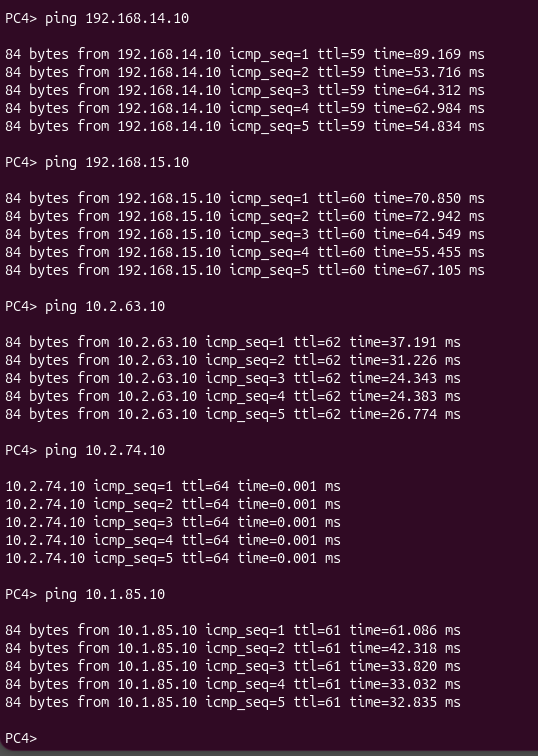 PC4> ping 192.168.14.10
84 bytes from 192.168.14.10 icmp_seq=1 ttl=59 time=89.169 ms
84 bytes from 192.168.14.10 icmp_seq=2 ttl=59 time=53.716 ms
84 bytes from 192.168.14.10 icmp_seq=3 ttl=59 time=64.312 ms
84 bytes from 192.168.14.10 icmp_seq=4 ttl=59 time=62.984 ms
84 bytes from 192.168.14.10 icmp_seq=5 ttl=59 time=54.834 ms
PC4> ping 192.168.15.10
84 bytes from 192.168.15.10 icmp_seq=1 ttl=60 time=70.850 ms
84 bytes from 192.168.15.10 icmp_seq=2 ttl=60 time=72.942 ms
84 bytes from 192.168.15.10 icmp_seq=3 ttl=60 time=64.549 ms
84 bytes from 192.168.15.10 icmp_seq=4 ttl=60 time=55.455 ms
84 bytes from 192.168.15.10 icmp_seq=5 ttl=60 time=67.105 ms
PC4> ping 10.2.63.10
84 bytes from 10.2.63.10 icmp_seq=1 ttl=62 time=37.191 ms
84 bytes from 10.2.63.10 icmp_seq=2 ttl=62 time=31.226 ms
84 bytes from 10.2.63.10 icmp_seq=3 ttl=62 time=24.343 ms
84 bytes from 10.2.63.10 icmp_seq=4 ttl=62 time=24.383 ms
84 bytes from 10.2.63.10 icmp_seq=5 ttl=62 time=26.774 ms
PC4> ping 10.2.74.10
10.2.74.10 icmp_seq=1 ttl=64 time=0.001 ms
10.2.74.10 icmp_seq=2 ttl=64 time=0.001 ms
10.2.74.10 icmp_seq=3 ttl=64 time=0.001 ms
10.2.74.10 icmp_seq=4 ttl=64 time=0.001 ms
10.2.74.10 icmp_seq=5 ttl=64 time=0.001 ms
PC4> ping 10.1.85.10
84 bytes from 10.1.85.10 icmp_seq=1 ttl=61 time=61.086 ms
84 bytes from 10.1.85.10 icmp_seq=2 ttl=61 time=42.318 ms
84 bytes from 10.1.85.10 icmp_seq=3 ttl=61 time=33.820 ms
84 bytes from 10.1.85.10 icmp_seq=4 ttl=61 time=33.032 ms
84 bytes from 10.1.85.10 icmp_seq=5 ttl=61 time=32.835 ms
PC4>